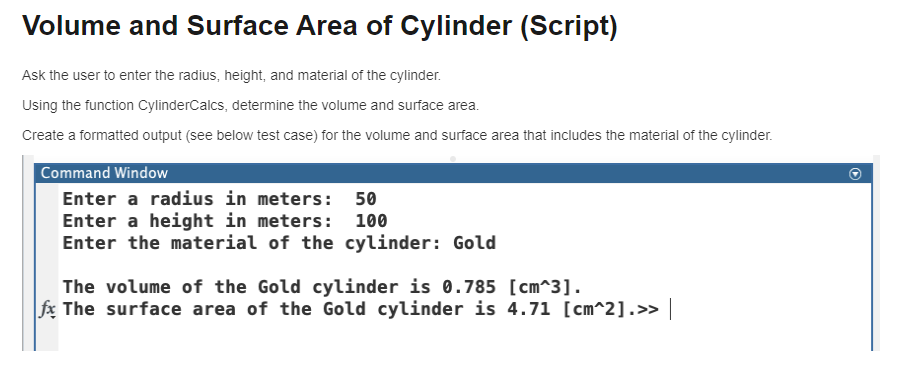 Volume and Surface Area of Cylinder (Script)
Ask the user to enter the radius, height, and material of the cylinder.
Using the function CylinderCalcs, determine the volume and surface area.
Create a formatted output (see below test case) for the volume and surface area that includes the material of the cylinder.
Command Window
Enter a radius in meters:  50
Enter a height in meters:  100
Enter the material of the cylinder: Gold
The volume of the Gold cylinder is 0.785 [cm^3].
fx The surface area of the Gold cylinder is 4.71 [cm^2].>>